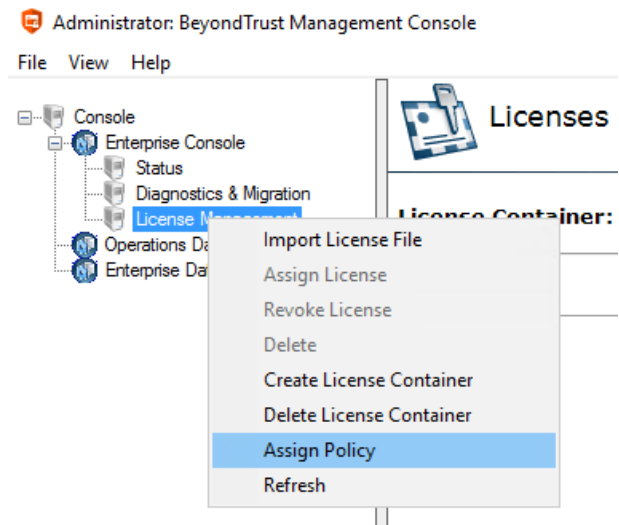 Administrator: BeyondTrust Management Console
File View Help
Console
Enterprise Console
Status
Diagnostics & Migration
License Management
Operations Da
Enterprise Dat
Licenses
License Container:
Import License File
Assign License
Revoke License
Delete
Create License Container
Delete License Container
Assign Policy
Refresh